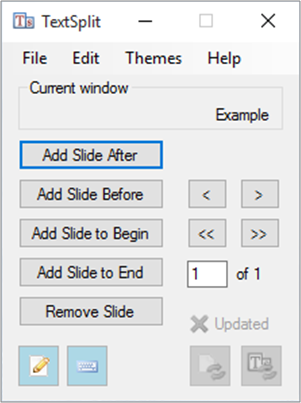 TextSplit
File Edit Themes Help
Current window
Example
Add Slide After
Add Slide Before < >
Add Slide to Begin << >>
Add Slide to End 1 of 1
Remove Slide
Updated